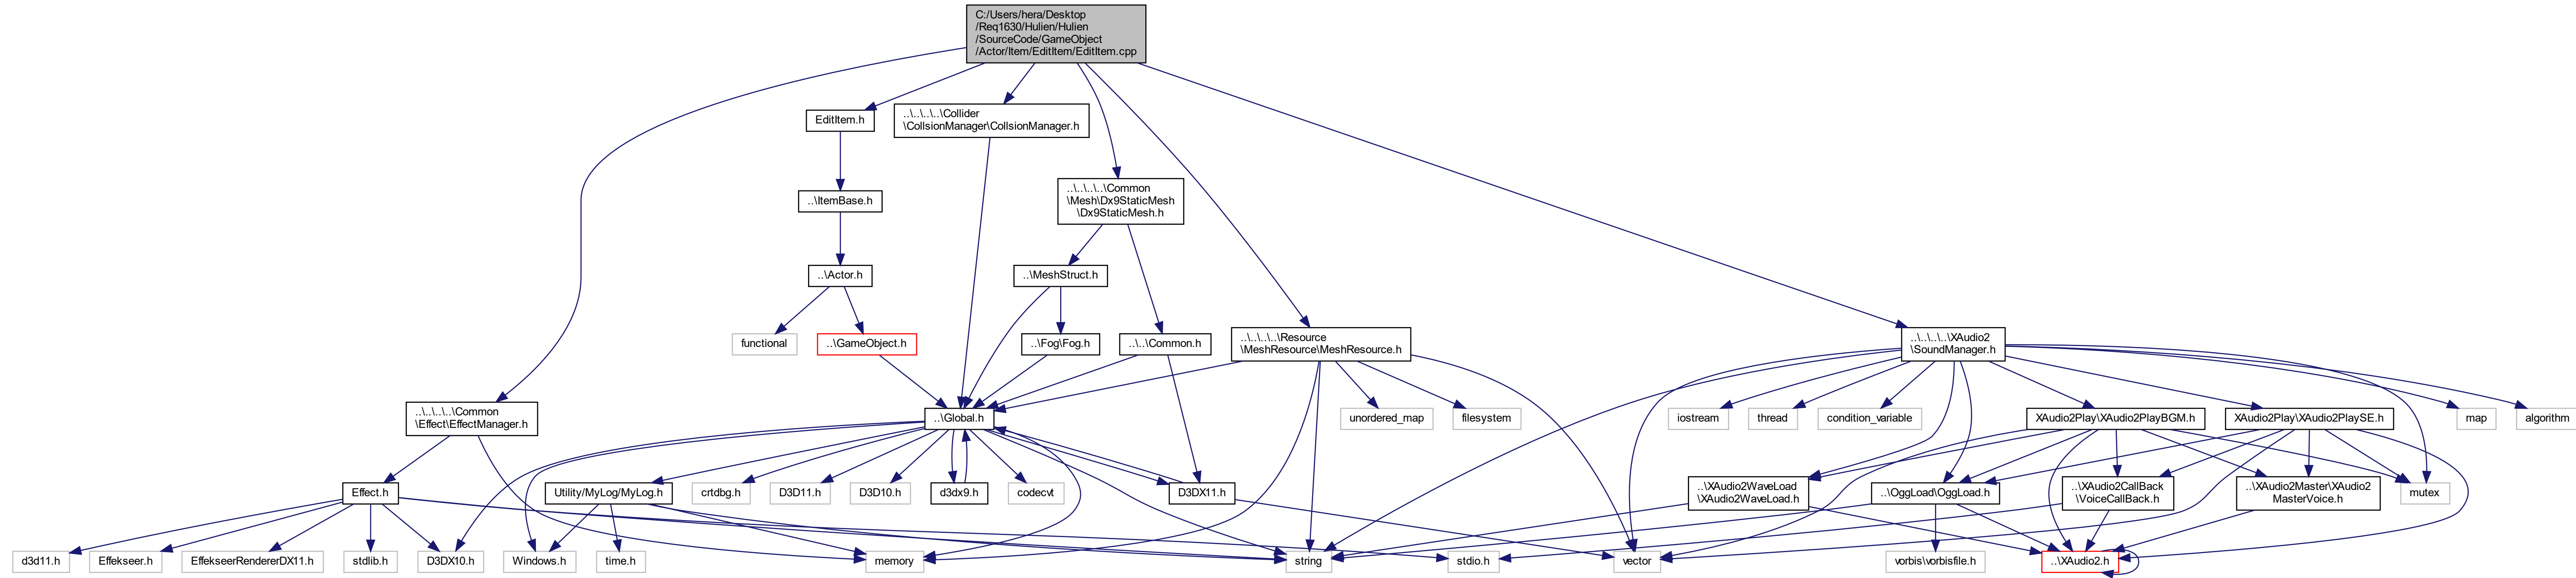 C:/Users/hera/Desktop
/Req1630/Hulien/Hulien
/SourceCode/GameObject
/Actor/Item/EditItem/EditItem.cpp
EditItem.h
..\..\..\..\Collider
\CollsionManager\CollsionManager.h
..\..\..\..\Common
\Mesh\Dx9StaticMesh
\Dx9StaticMesh.h
..\ItemBase.h
..\Actor.h
..\MeshStruct.h
functional
..\GameObject.h
..\Fog\Fog.h
..\..\Common.h
..\..\..\..\Resource
\MeshResource\MeshResource.h
..\..\..\..\XAudio2
\SoundManager.h
..\..\..\..\Common
\Effect\EffectManager.h
..\Global.h
unordered_map
filesystem
iostream
thread
condition_variable
XAudio2Play\XAudio2PlayBGM.h
XAudio2Play\XAudio2PlaySE.h
map
algorithm
Effect.h
Utility/MyLog/MyLog.h
crtdbg.h
D3D11.h
D3D10.h
d3dx9.h
codecvt
D3DX11.h
..\XAudio2WaveLoad
\XAudio2WaveLoad.h
..\OggLoad\OggLoad.h
..\XAudio2CallBack
\VoiceCallBack.h
..\XAudio2Master\XAudio2
MasterVoice.h
mutex
d3d11.h
Effekseer.h
EffekseerRendererDX11.h
stdlib.h
D3DX10.h
Windows.h
time.h
memory
string
stdio.h
vector
vorbis\vorbisfile.h
..\XAudio2.h